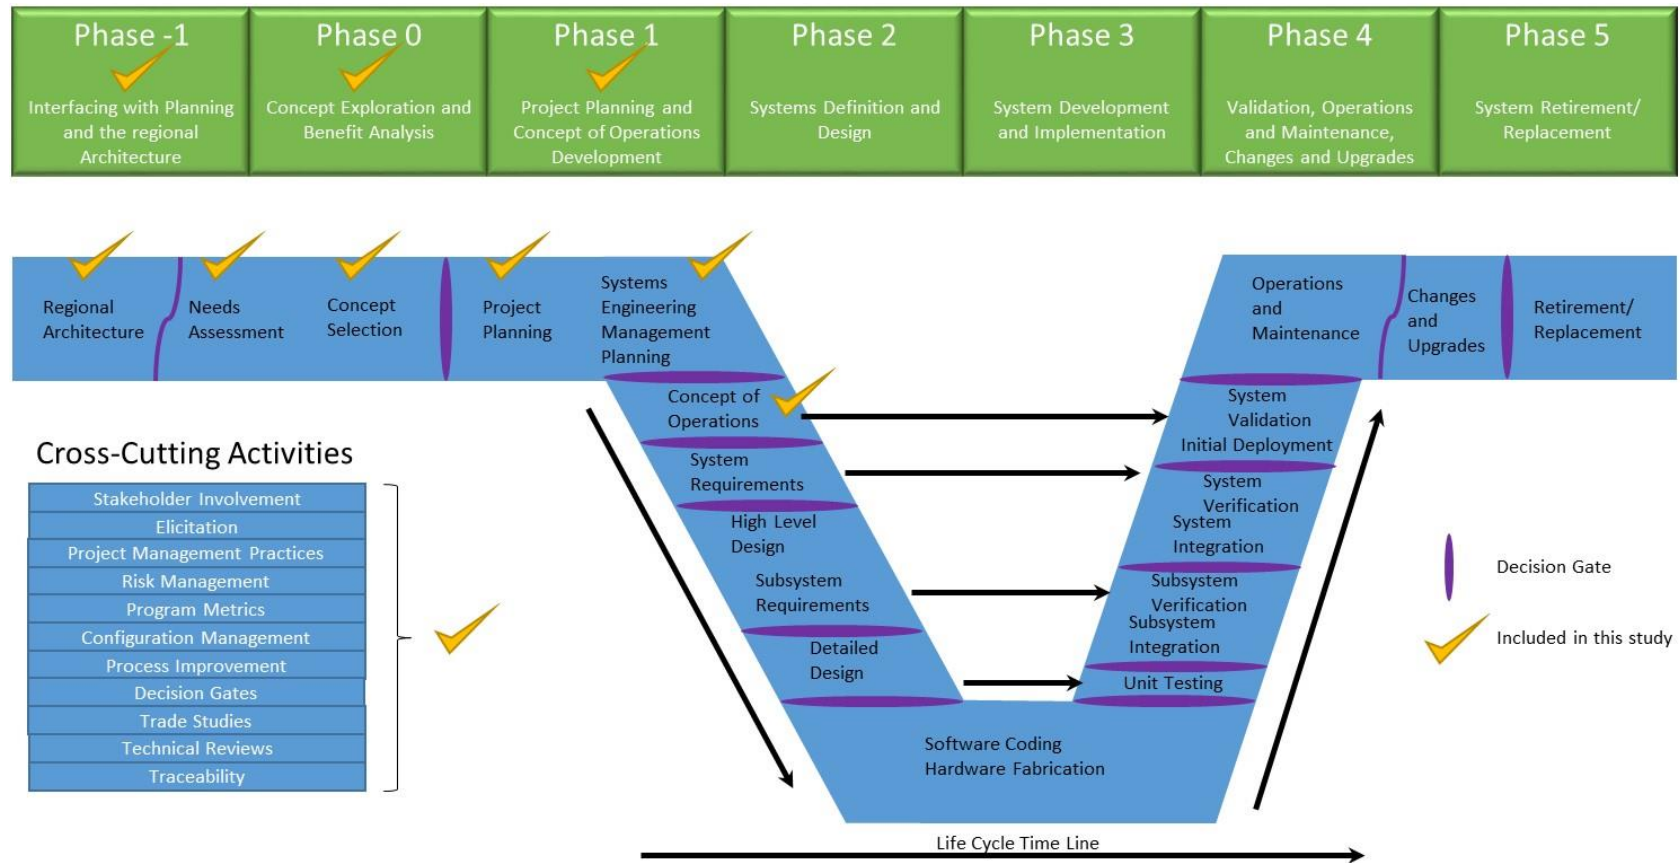 Phase -1
Interfacing with Planning
and the regional
Architecture
Phase 0
Concept Exploration and
Benefit Analysis
Phase 1
Project Planning and
Concept of Operations
Development
Phase 2
Systems Definition and
Design
Phase 3
System Development
and Implementation
Phase 4
Validation, Operations
and Maintenance,
Changes and Upgrades
Phase 5
System Retirement/
Replacement
Regional
Architecture
Needs
Assessment
Concept
Selection
Project
Planning
Systems
Engineering
Management
Planning
Concept of
Operations
System
Requirements
High Level
Design
Subsystem
Requirements
Detailed
Design
Software Coding
Hardware Fabrication
Unit Testing
Subsystem
Integration
Subsystem
Verification
System
Integration
System
Verification
Initial Deployment
System
Validation
Operations
and
Maintenance
Changes
and
Upgrades
Retirement/
Replacement
Cross-Cutting Activities
Stakeholder Involvement
Elicitation
Project Management Practices
Risk Management
Program Metrics
Configuration Management
Process Improvement
Decision Gates
Trade Studies
Technical Reviews
Traceability
Decision Gate
Included in this study
Life Cycle Time Line